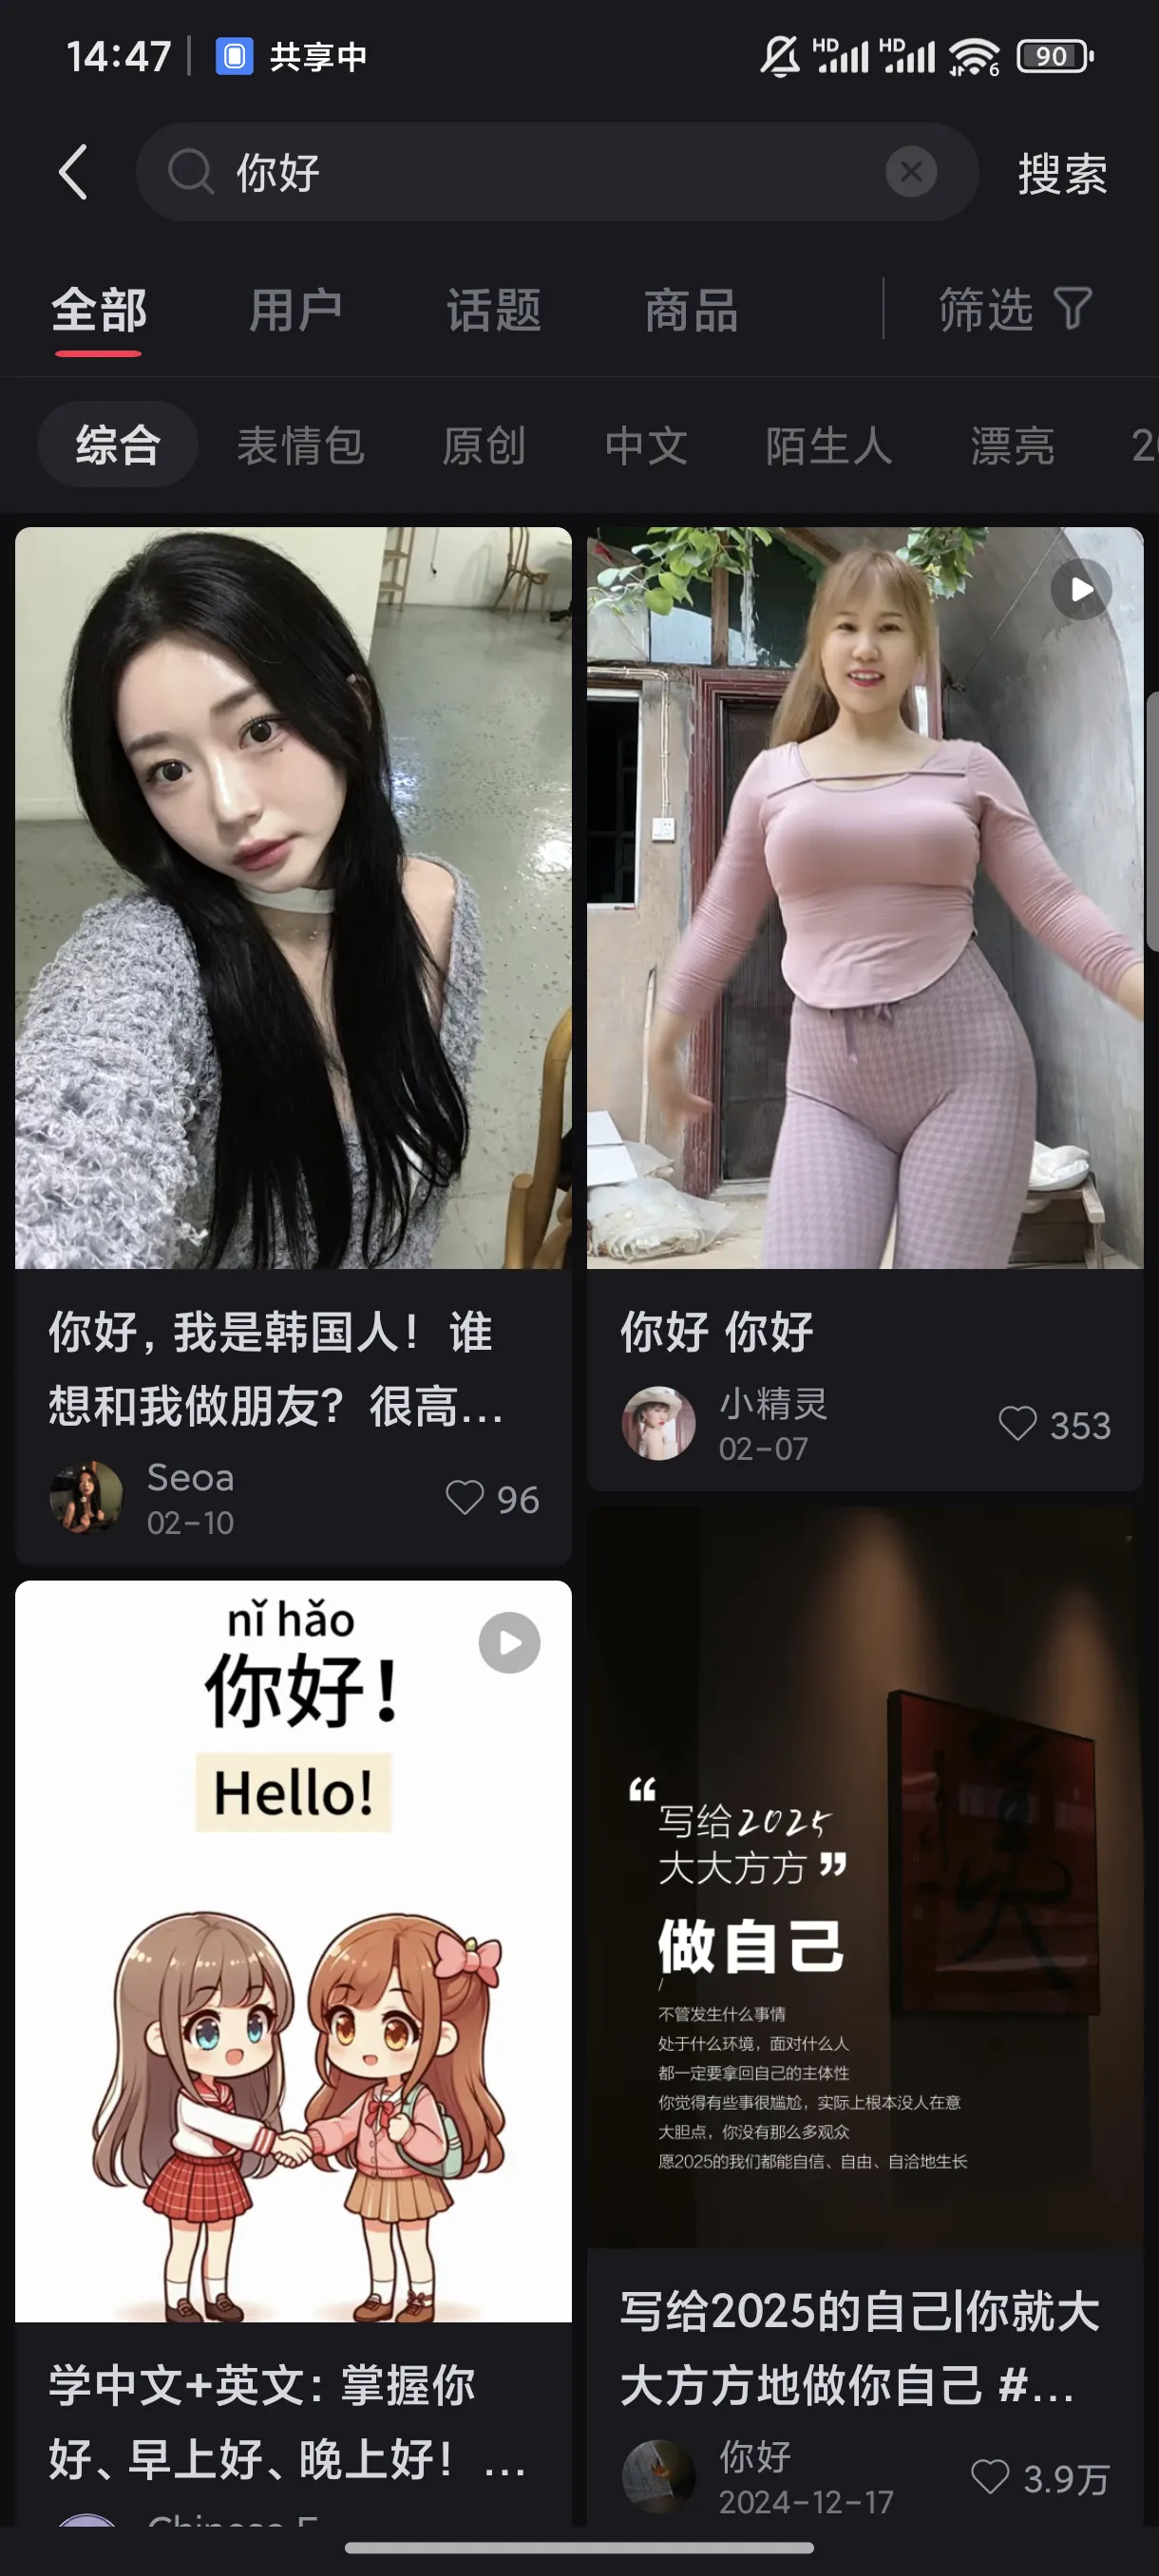 14:47
共享中
HD
HD
6
90
你好
搜索
全部
用户
话题
商品
筛选
综合
表情包
原创
中文
陌生人
漂亮
你好，我是韩国人！谁
想和我做朋友？很高...
Seoa
02-10
96
你好 你好
小精灵
02-07
353
nǐ hǎo
你好！
Hello!
学中文+英文：掌握你
好、早上好、晚上好！...
“写给2025
大大方方”
做自己
/
不管发生什么事情
处于什么环境，面对什么人
都一定要拿回自己的主体性
你觉得有些事很尴尬，实际上根本没人在意
大胆点，你没有那么多观众
愿2025的我们都能自信、自由、自洽地生长
写给2025的自己|你就大
大方方地做你自己 #...
你好
2024-12-17
3.9万